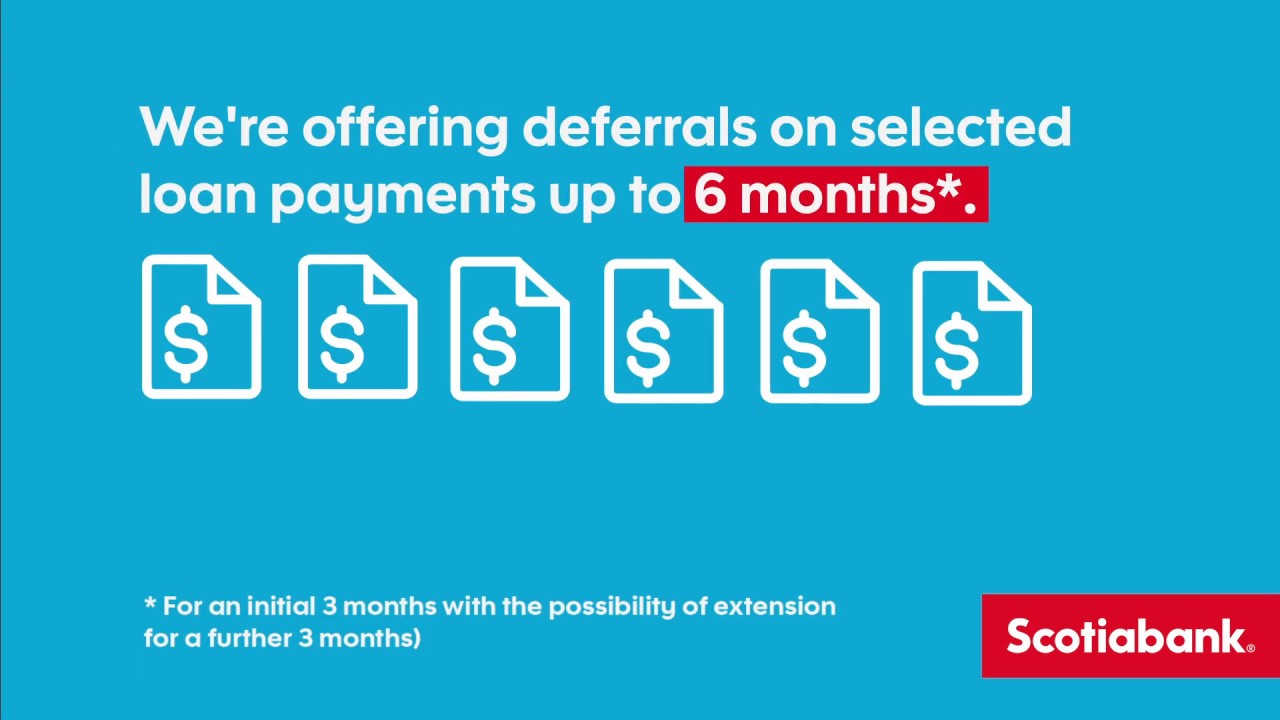 We're offering deferrals on selected
loan payments up to 6 months*.
$ $ $ $ $ $
* For an initial 3 months with the possibility of extension
for a further 3 months)
Scotiabank®